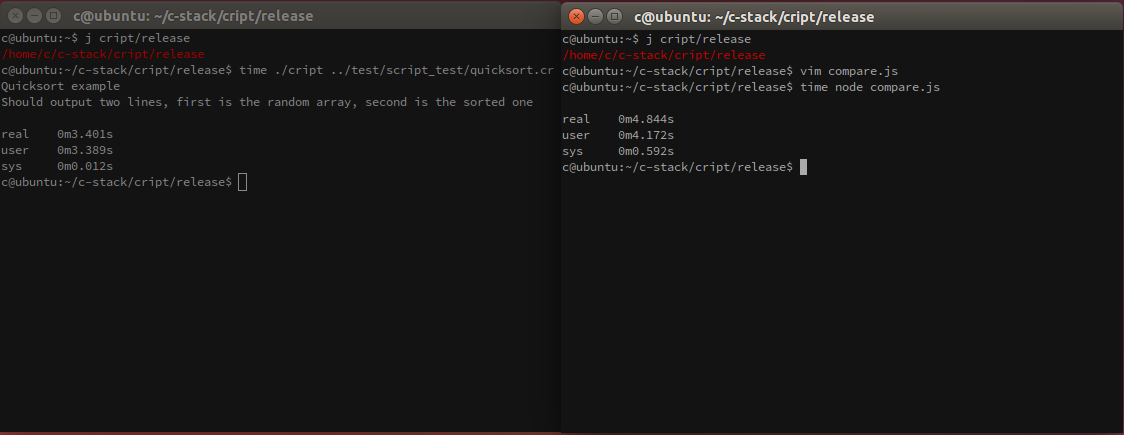 c@ubuntu: ~/c-stack/cript/release
c@ubuntu:~$ j cript/release
/home/c/c-stack/cript/release
c@ubuntu:~/c-stack/cript/release$ time ./cript ../test/script_test/quicksort.cr
Quicksort example
Should output two lines, first is the random array, second is the sorted one
real 0m3.401s
user 0m3.389s
sys 0m0.012s
c@ubuntu:~/c-stack/cript/release$
c@ubuntu: ~/c-stack/cript/release
c@ubuntu:~$ j cript/release
/home/c/c-stack/cript/release
c@ubuntu:~/c-stack/cript/release$ vim compare.js
c@ubuntu:~/c-stack/cript/release$ time node compare.js
real 0m4.844s
user 0m4.172s
sys 0m0.592s
c@ubuntu:~/c-stack/cript/release$